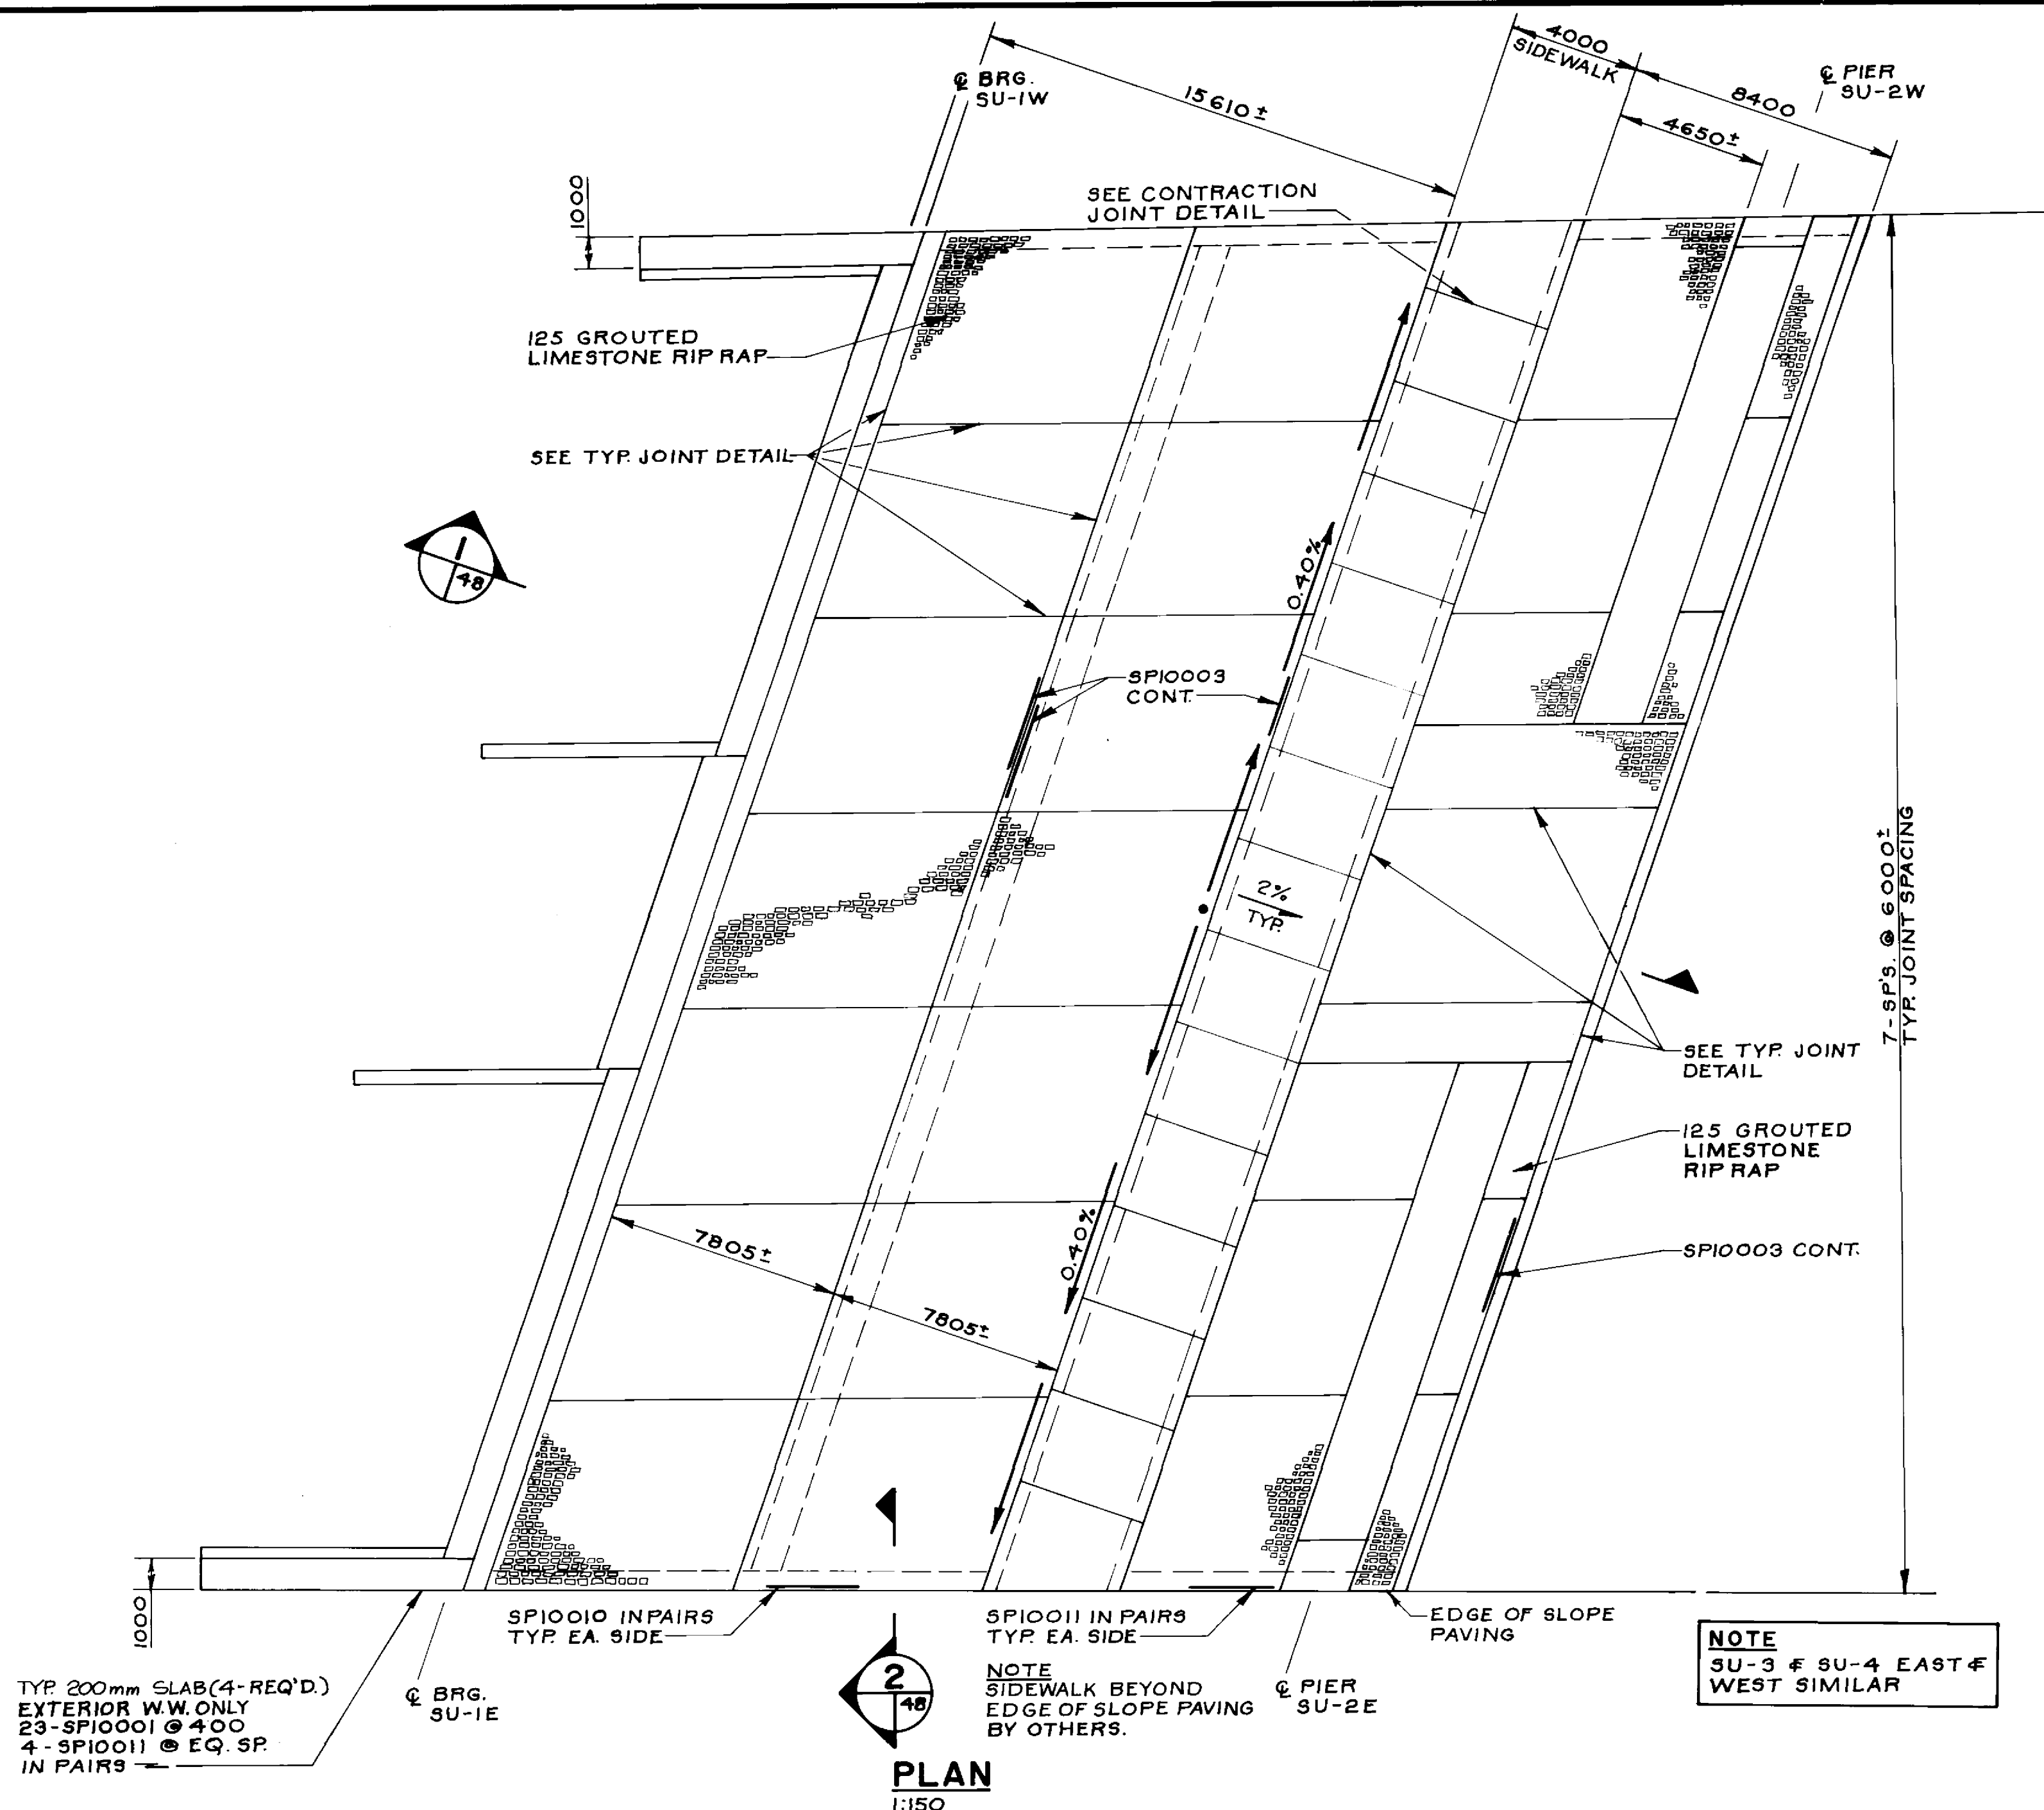 4000
SIDEWALK
℄ BRG.
SU-1W
15610±
8400
℄ PIER
SU-2W
4650±
1000
SEE CONTRACTION
JOINT DETAIL
125 GROUTED
LIMESTONE RIP RAP
SEE TYP. JOINT DETAIL
1
48
0.40%
SP10003
CONT.
2%
TYP.
7-SP'S. @ 6000±
TYP. JOINT SPACING
SEE TYP. JOINT
DETAIL
125 GROUTED
LIMESTONE
RIP RAP
7805±
0.40%
SP10003 CONT.
7805±
1000
SP10010 IN PAIRS
TYP. EA. SIDE
SP10011 IN PAIRS
TYP. EA. SIDE
EDGE OF SLOPE
PAVING
TYP. 200mm SLAB (4-REQ'D.)
EXTERIOR W.W. ONLY
23-SP10001 @ 400
4-SP10011 @ EQ. SP.
IN PAIRS
℄ BRG.
SU-1E
2
48
NOTE
SIDEWALK BEYOND
EDGE OF SLOPE PAVING
BY OTHERS.
℄ PIER
SU-2E
NOTE
SU-3 & SU-4 EAST &
WEST SIMILAR
PLAN
1:150